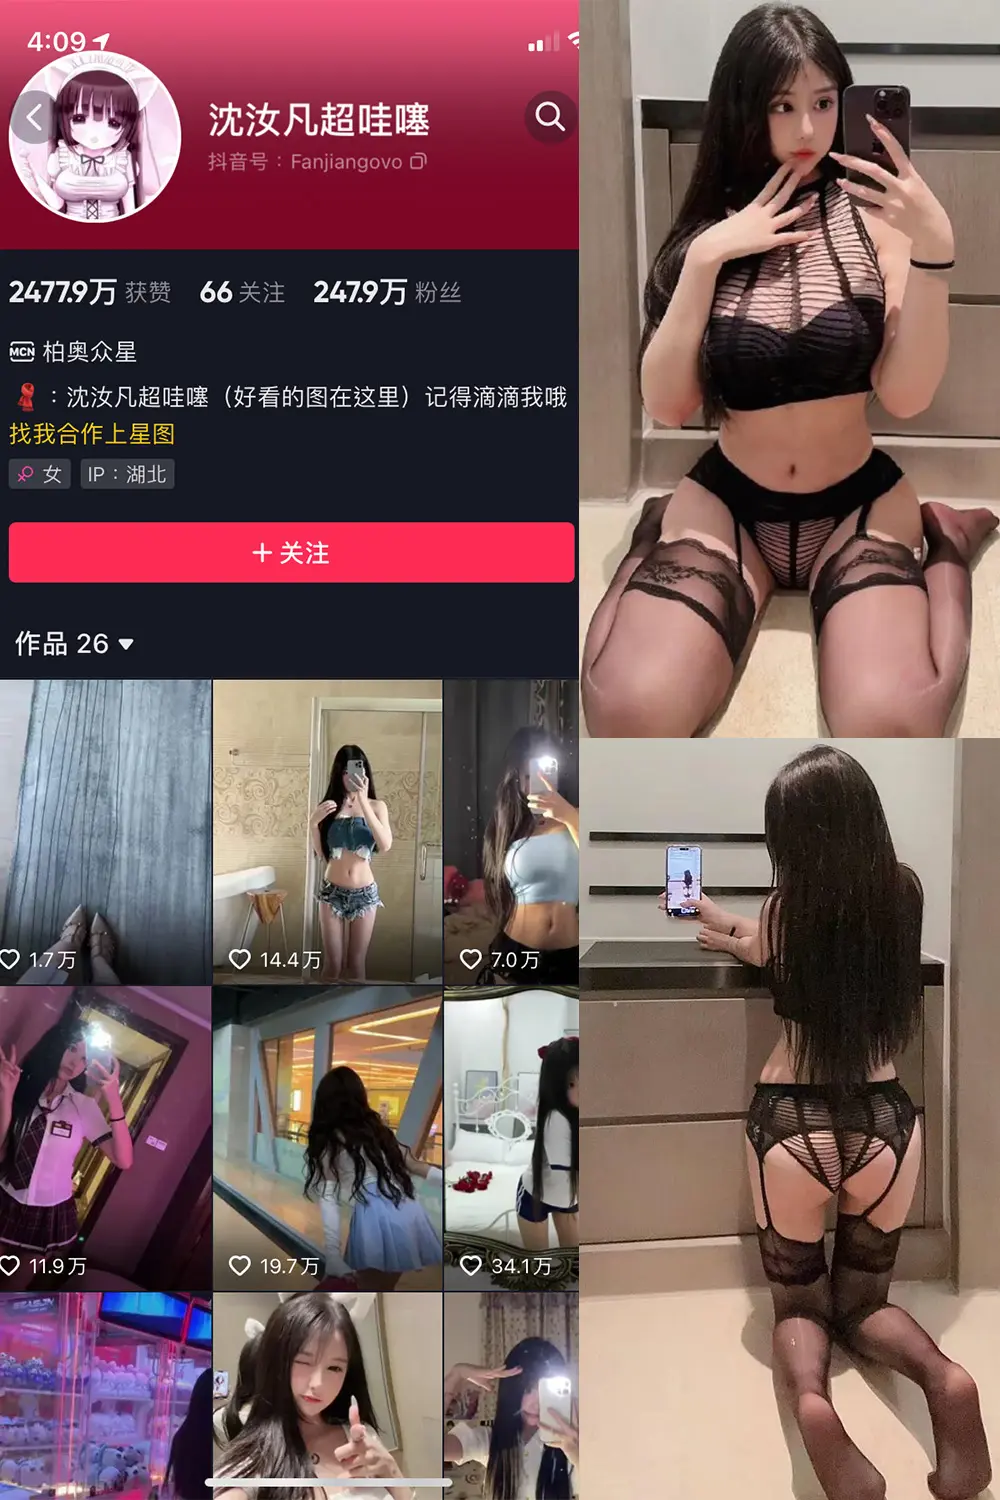 4:09
沈汝凡超哇噻
抖音号：Fanjiangovo
2477.9万 获赞 66 关注 247.9万 粉丝
MCN 柏奥众星
：沈汝凡超哇噻（好看的图在这里）记得滴滴我哦
找我合作上星图
女 IP：湖北
+ 关注
作品 26
1.7万 14.4万 7.0万
11.9万 19.7万 34.1万